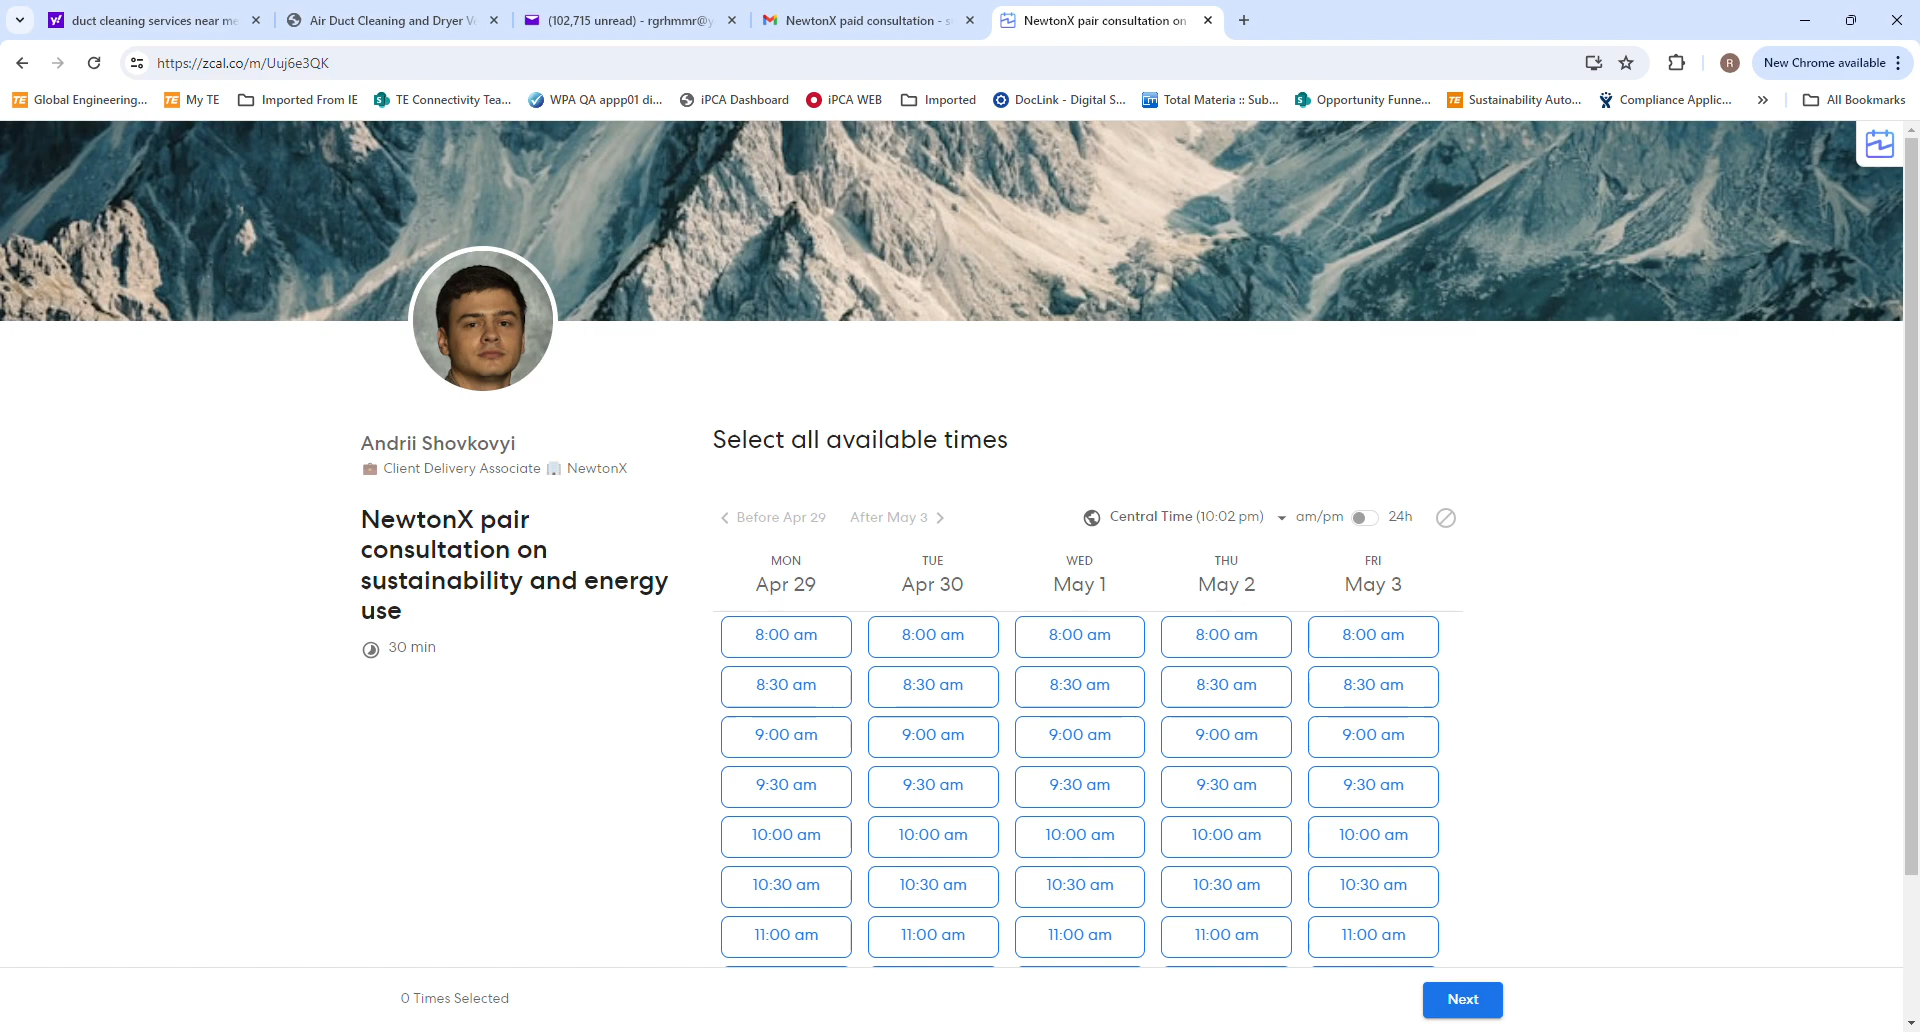 duct cleaning services near me
Air Duct Cleaning and Dryer V
(102,715 unread) - rgrhmmr@y
NewtonX paid consultation - s
NewtonX pair consultation on
https://zcal.co/m/Uuj6e3QK
R
New Chrome available
TE Global Engineering...
TE My TE
Imported From IE
TE Connectivity Tea...
WPA QA appp01 di...
iPCA Dashboard
iPCA WEB
Imported
DocLink - Digital S...
Total Materia :: Sub...
Opportunity Funne...
TE Sustainability Auto...
Compliance Applic...
All Bookmarks
Andrii Shovkovyi
Client Delivery Associate NewtonX
NewtonX pair
consultation on
sustainability and energy
use
30 min
Select all available times
Before Apr 29 After May 3
Central Time (10:02 pm) am/pm 24h
MON TUE WED THU FRI
Apr 29 Apr 30 May 1 May 2 May 3
8:00 am 8:00 am 8:00 am 8:00 am 8:00 am
8:30 am 8:30 am 8:30 am 8:30 am 8:30 am
9:00 am 9:00 am 9:00 am 9:00 am 9:00 am
9:30 am 9:30 am 9:30 am 9:30 am 9:30 am
10:00 am 10:00 am 10:00 am 10:00 am 10:00 am
10:30 am 10:30 am 10:30 am 10:30 am 10:30 am
11:00 am 11:00 am 11:00 am 11:00 am 11:00 am
0 Times Selected
Next